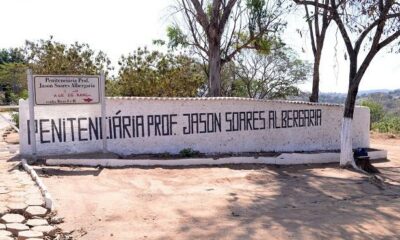 Penitenciária Prof.
Jason Soares Albergaria
PENITENCIÁRIA PROF. JASON SOARES ALBERGARIA